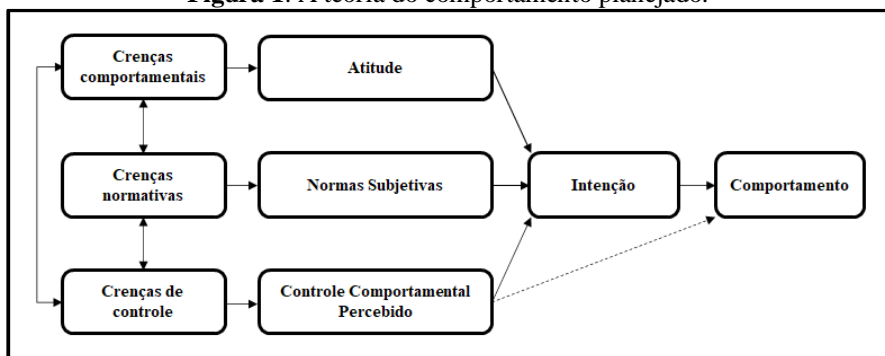 Figura 1: A teoria do comportamento planejado.
Crenças
comportamentais
Atitude
Crenças
normativas
Normas Subjetivas
Intenção
Comportamento
Crenças de
controle
Controle Comportamental
Percebido